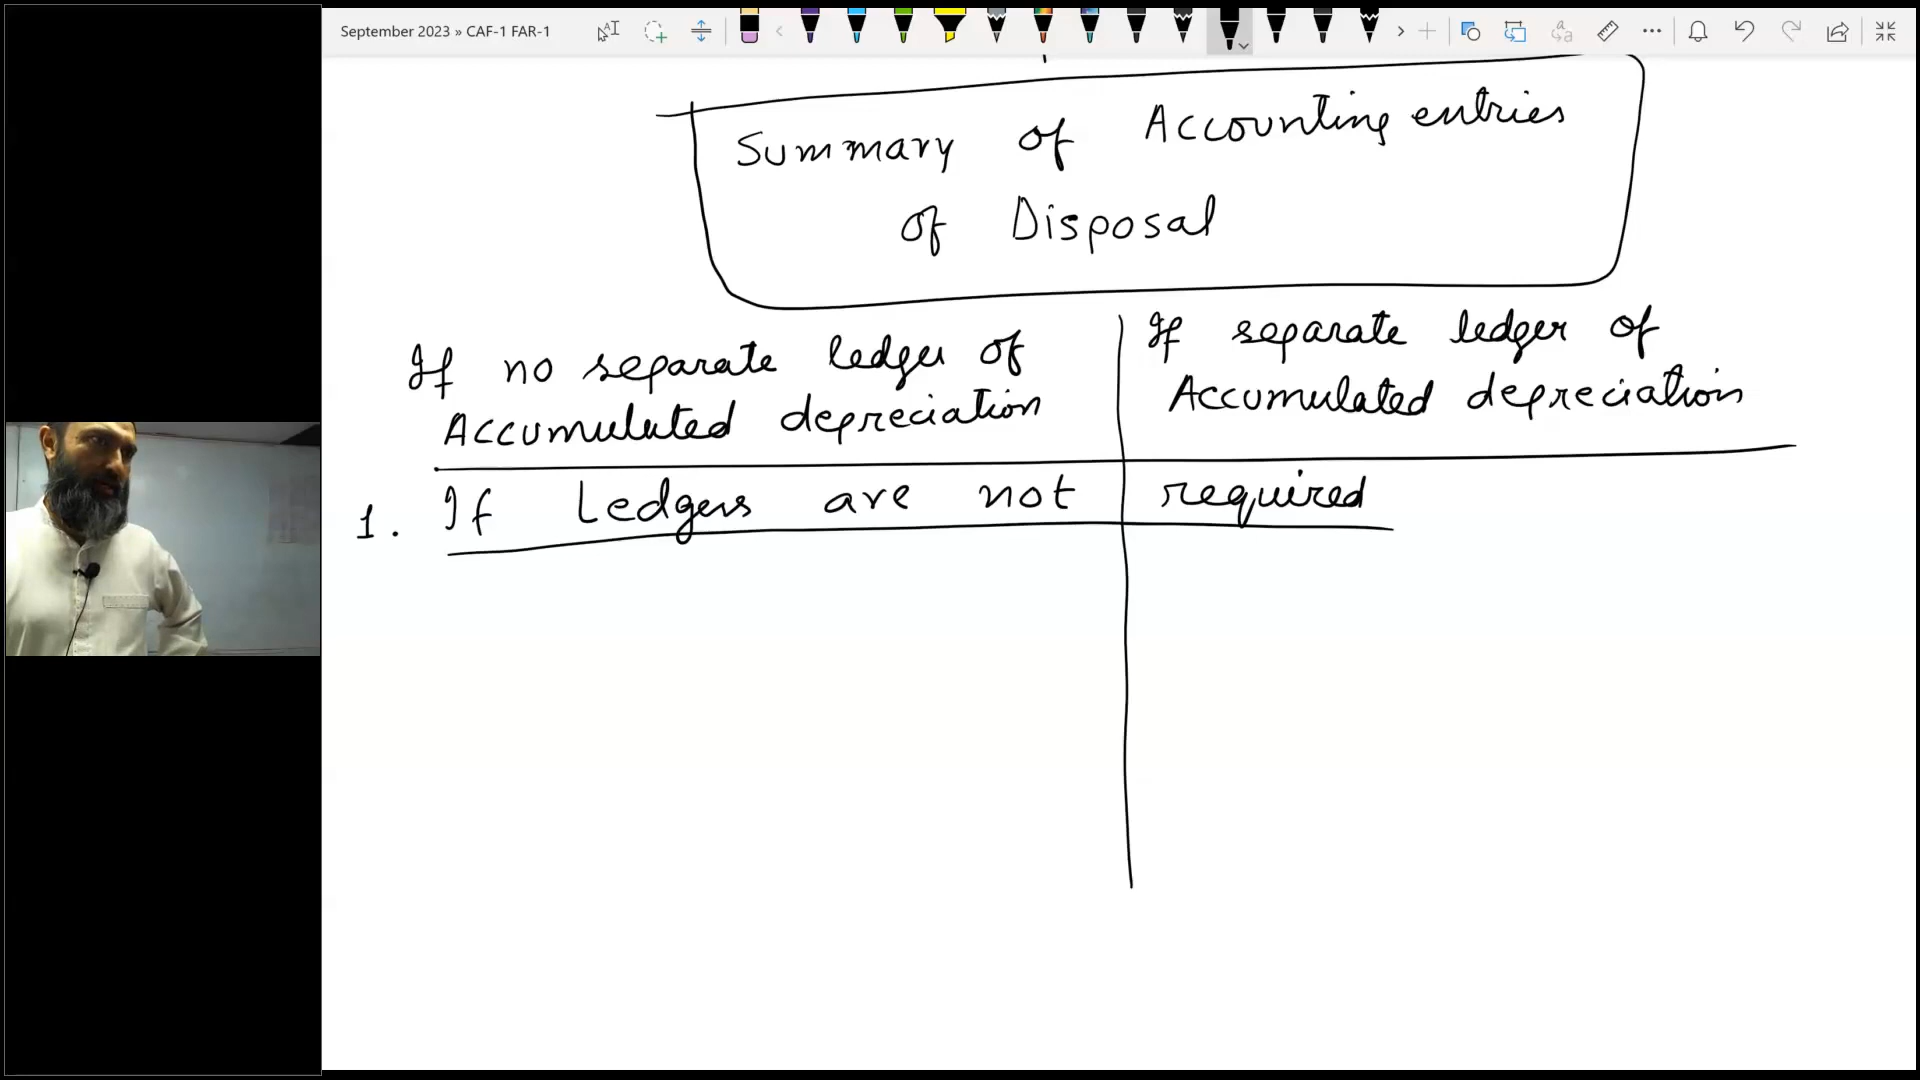 September 2023 » CAF-1 FAR-1
Summary of Accounting entries
of Disposal
If no separate ledger of
Accumulated depreciation
If separate ledger of
Accumulated depreciation
1. If Ledgers are not required